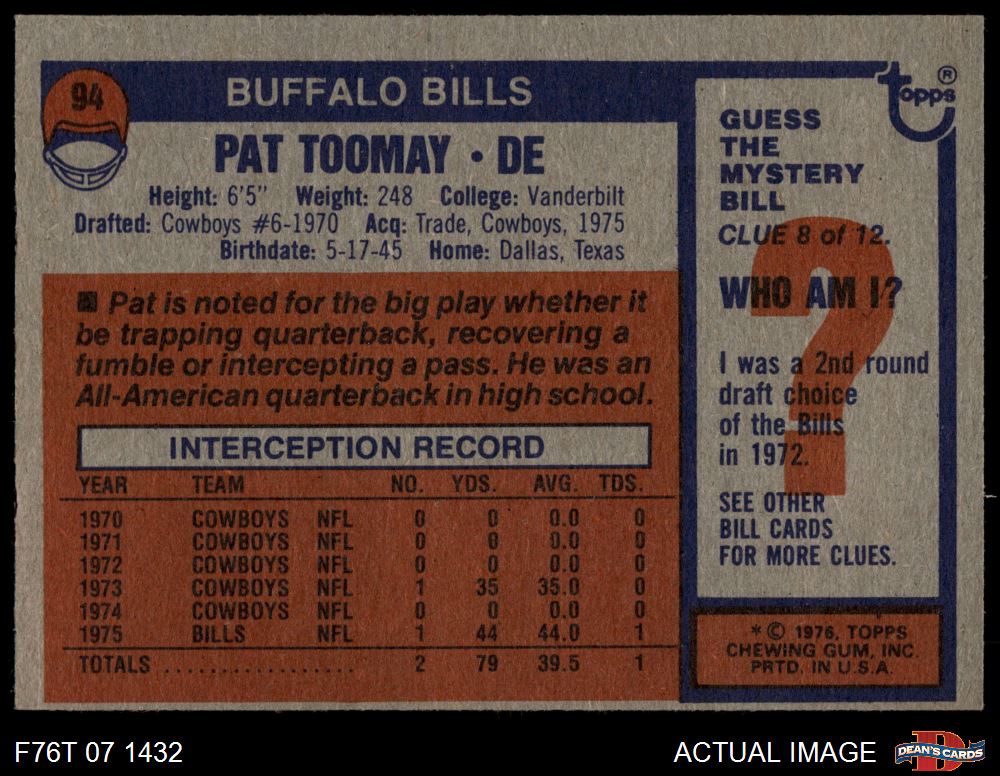 94
BUFFALO BILLS
PAT TOOMAY • DE
Height: 6'5" Weight: 248 College: Vanderbilt
Drafted: Cowboys #6-1970 Acq: Trade, Cowboys, 1975
Birthdate: 5-17-45 Home: Dallas, Texas
■ Pat is noted for the big play whether it
be trapping quarterback, recovering a
fumble or intercepting a pass. He was an
All-American quarterback in high school.
INTERCEPTION RECORD
YEAR TEAM NO. YDS. AVG. TDS.
1970 COWBOYS NFL 0 0 0.0 0
1971 COWBOYS NFL 0 0 0.0 0
1972 COWBOYS NFL 0 0 0.0 0
1973 COWBOYS NFL 1 35 35.0 0
1974 COWBOYS NFL 0 0 0.0 0
1975 BILLS NFL 1 44 44.0 1
TOTALS .................. 2 79 39.5 1
topps ®
GUESS
THE
MYSTERY
BILL
CLUE 8 of 12.
WHO AM I?
?
I was a 2nd round
draft choice
of the Bills
in 1972.
SEE OTHER
BILL CARDS
FOR MORE CLUES.
* © 1976, TOPPS
CHEWING GUM, INC.
PRTD. IN U.S.A.
F76T 07 1432
ACTUAL IMAGE
D
DEAN'S CARDS